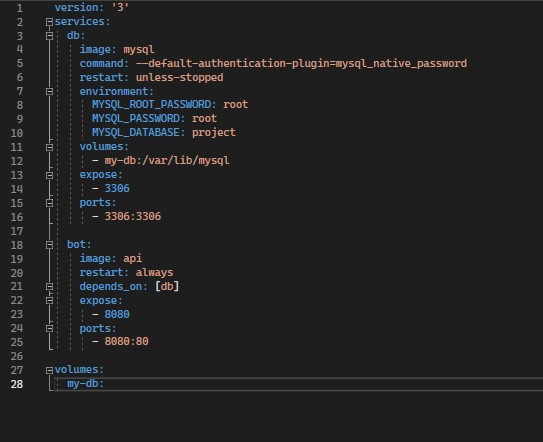 1 version: '3'
2 services:
3   db:
4     image: mysql
5     command: --default-authentication-plugin=mysql_native_password
6     restart: unless-stopped
7     environment:
8       MYSQL_ROOT_PASSWORD: root
9       MYSQL_PASSWORD: root
10       MYSQL_DATABASE: project
11     volumes:
12       - my-db:/var/lib/mysql
13     expose:
14       - 3306
15     ports:
16       - 3306:3306
17
18   bot:
19     image: api
20     restart: always
21     depends_on: [db]
22     expose:
23       - 8080
24     ports:
25       - 8080:80
26
27 volumes:
28   my-db: